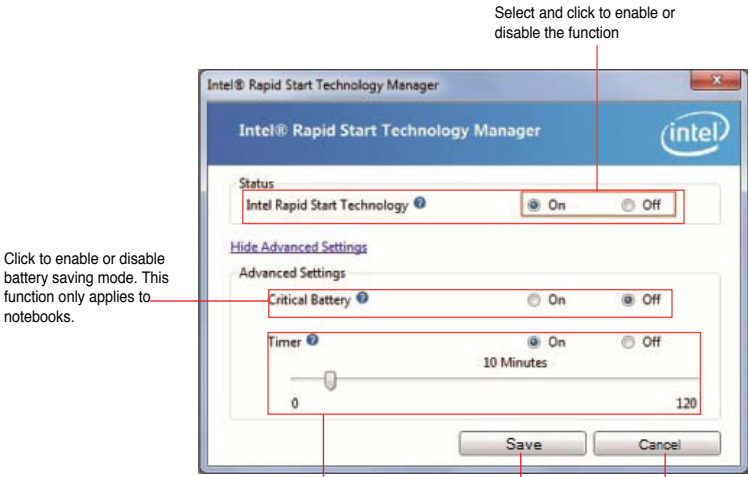 Select and click to enable or
disable the function
Intel® Rapid Start Technology Manager
Intel® Rapid Start Technology Manager
intel
Status
Intel Rapid Start Technology ? On Off
Hide Advanced Settings
Advanced Settings
Click to enable or disable
battery saving mode. This
function only applies to
notebooks.
Critical Battery ? On Off
Timer ? On Off
10 Minutes
0 120
Save Cancel